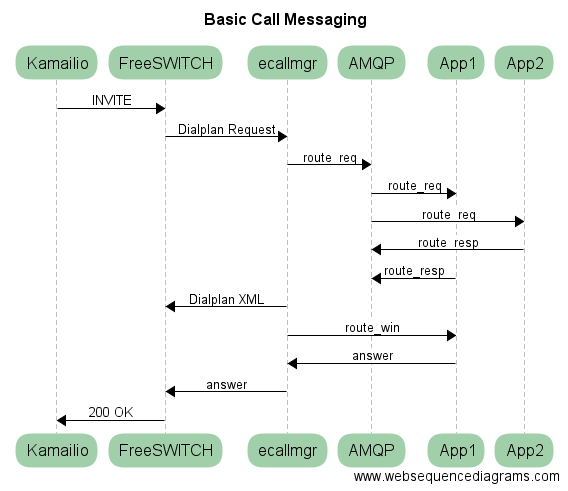 Basic Call Messaging
Kamailio FreeSWITCH ecallmgr AMQP App1 App2
INVITE
Dialplan Request
route_req
route_req
route_req
route_resp
route_resp
Dialplan XML
route_win
answer
answer
200 OK
Kamailio FreeSWITCH ecallmgr AMQP App1 App2
www.websequencediagrams.com